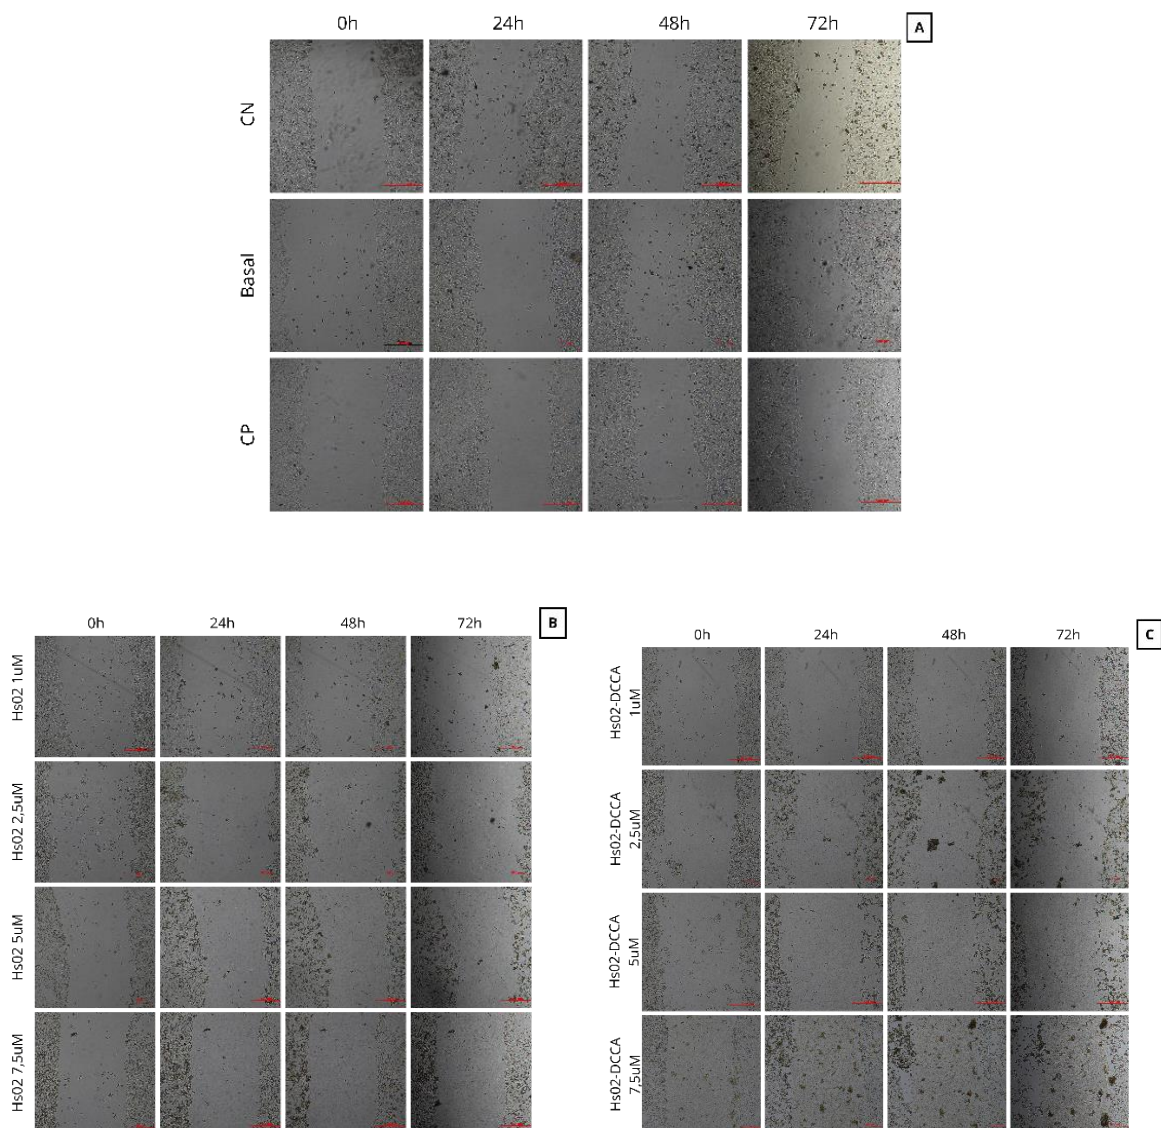 0h 24h 48h 72h A
CN
Basal
CP
0h 24h 48h 72h B
Hs02 1uM
Hs02 2,5uM
Hs02 5uM
Hs02 7,5uM
0h 24h 48h 72h C
Hs02-DCCA
1uM
Hs02-DCCA
2,5uM
Hs02-DCCA
5uM
Hs02-DCCA
7,5uM